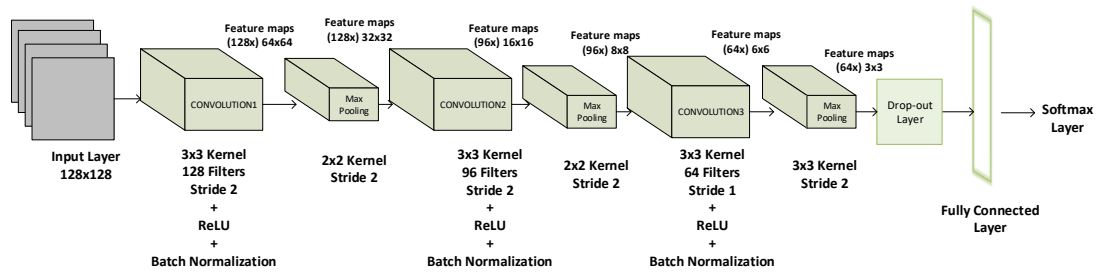 Feature maps
(128x) 64x64
Feature maps
(128x) 32x32
Feature maps
(96x) 16x16
Feature maps
(96x) 8x8
Feature maps
(64x) 6x6
Feature maps
(64x) 3x3
CONVOLUTION1
Max
Pooling
CONVOLUTION2
Max
Pooling
CONVOLUTION3
Max
Pooling
Drop-out
Layer
Softmax
Layer
Input Layer
128x128
3x3 Kernel
128 Filters
Stride 2
+
ReLU
+
Batch Normalization
2x2 Kernel
Stride 2
3x3 Kernel
96 Filters
Stride 2
+
ReLU
+
Batch Normalization
2x2 Kernel
Stride 2
3x3 Kernel
64 Filters
Stride 1
+
ReLU
+
Batch Normalization
3x3 Kernel
Stride 2
Fully Connected
Layer